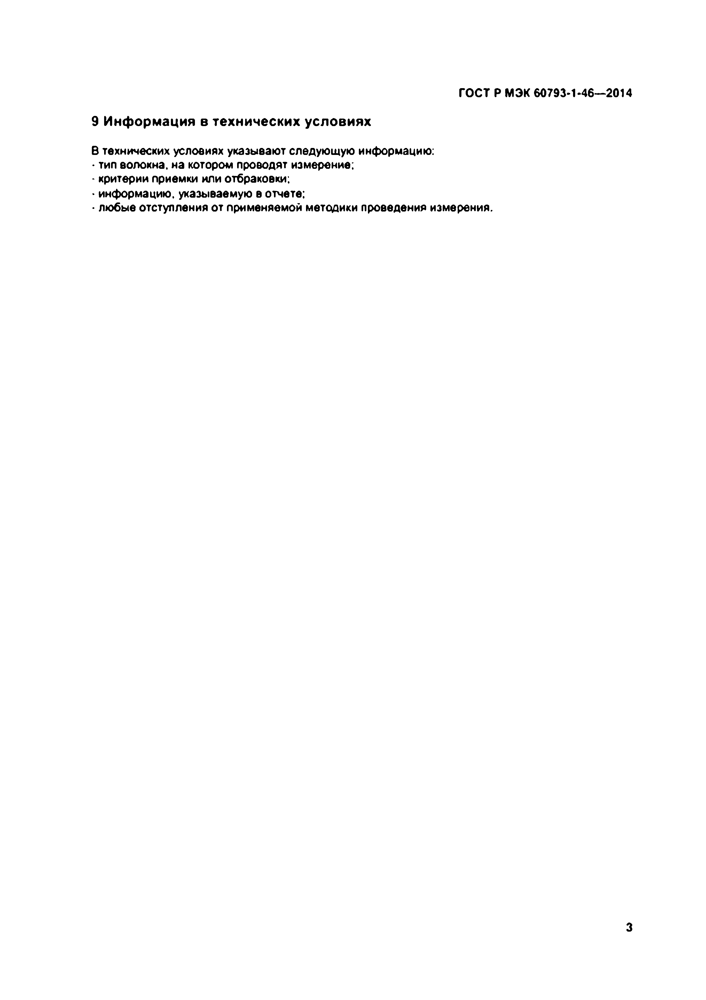 ГОСТ Р МЭК 60793-1-46—2014
9 Информация в технических условиях
В технических условиях указывают следующую информацию:
- тип волокна, на котором проводят измерение;
- критерии приемки или отбраковки;
- информацию, указываемую в отчете;
- любые отступления от применяемой методики проведения измерения.
3